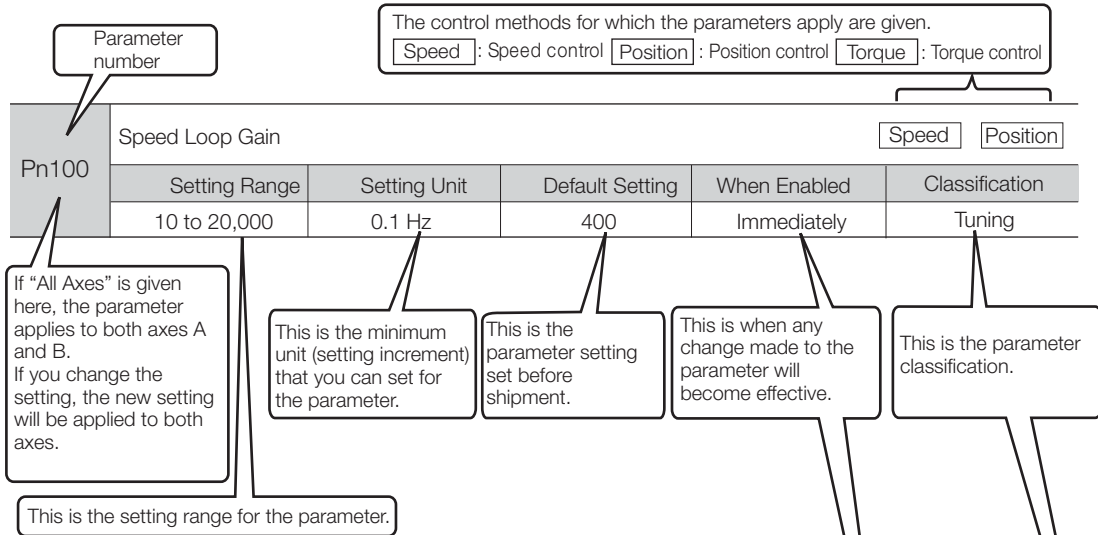 Parameter
number
The control methods for which the parameters apply are given.
Speed : Speed control Position : Position control Torque : Torque control
Pn100
Speed Loop Gain
Speed Position
Setting Range Setting Unit Default Setting When Enabled Classification
10 to 20,000 0.1 Hz 400 Immediately Tuning
If “All Axes” is given
here, the parameter
applies to both axes A
and B.
If you change the
setting, the new setting
will be applied to both
axes.
This is the minimum
unit (setting increment)
that you can set for
the parameter.
This is the
parameter setting
set before
shipment.
This is when any
change made to the
parameter will
become effective.
This is the parameter
classification.
This is the setting range for the parameter.